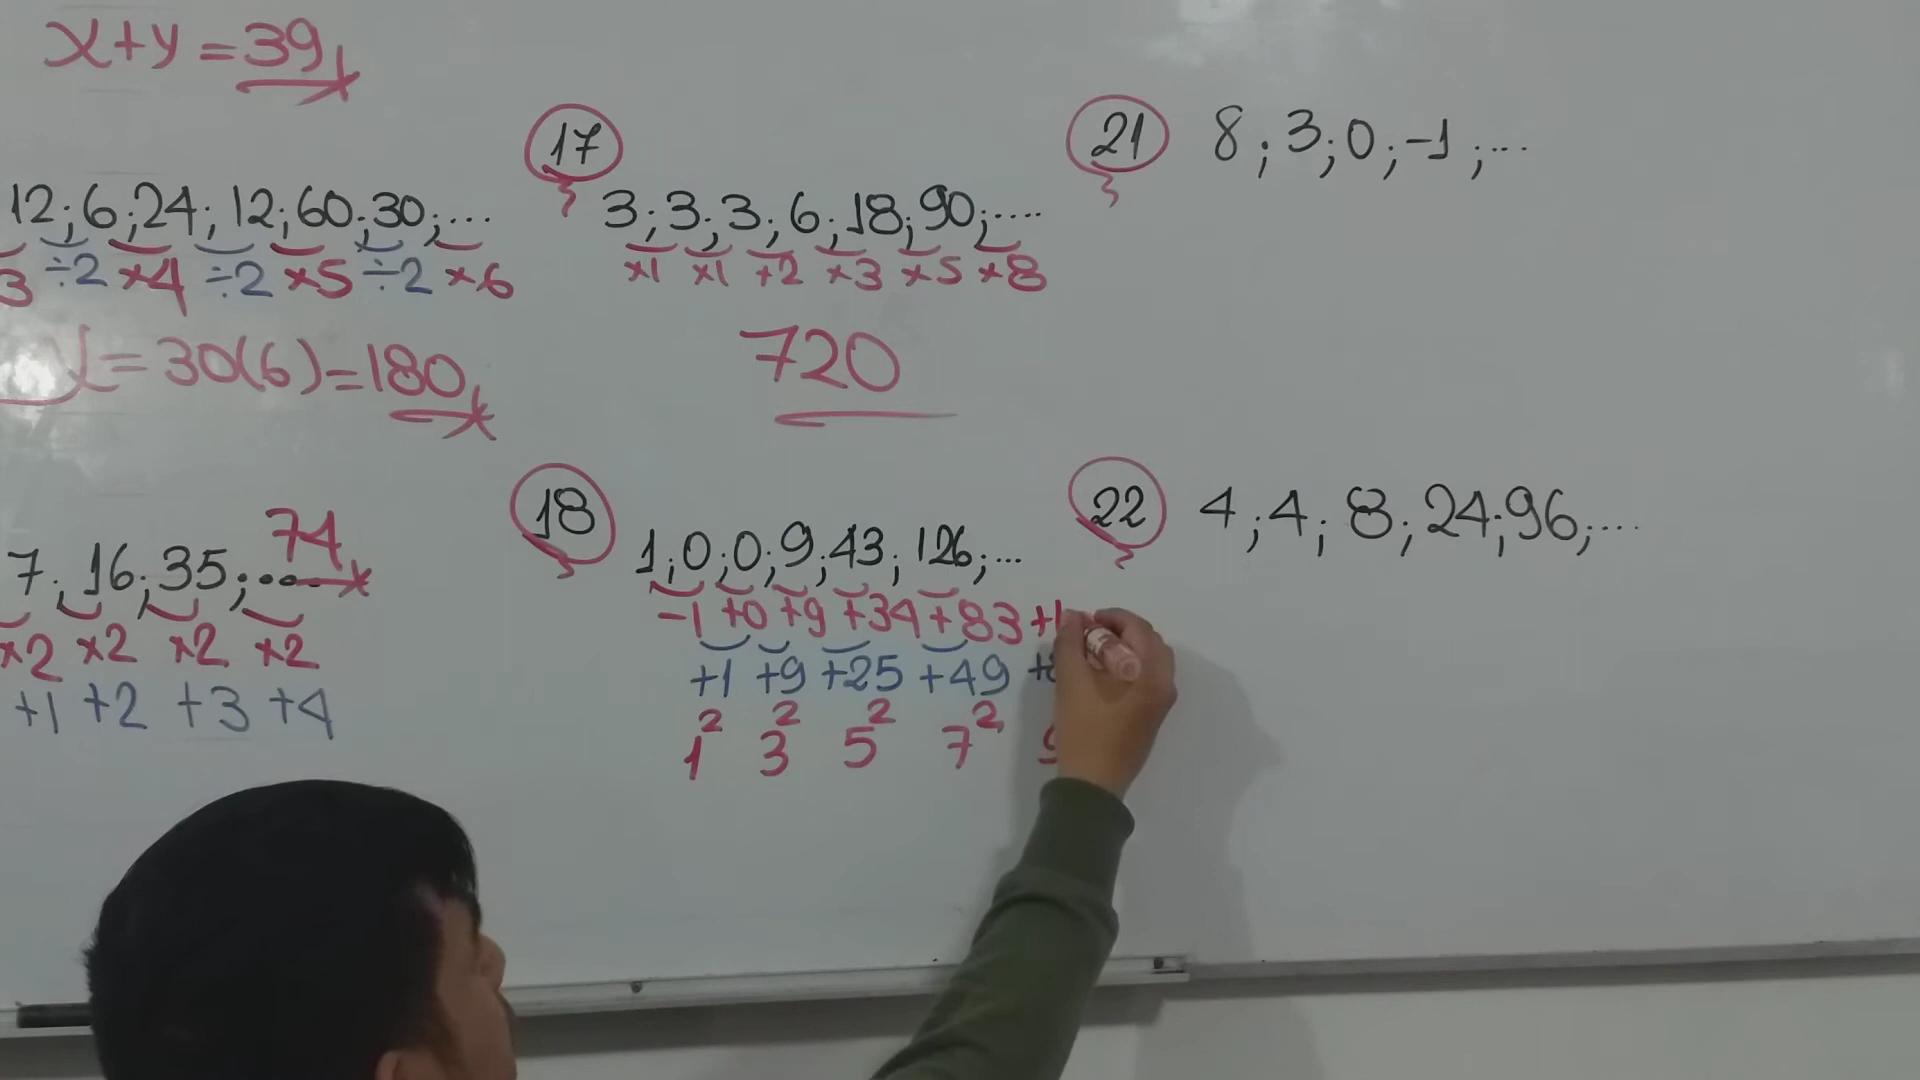 x+y=39
12;6;24;12;60;30;...
3 ÷2 ×4 ÷2 ×5 ÷2 ×6
=30(6)=180
7;16;35;... 74
×2 ×2 ×2 ×2
+1 +2 +3 +4
17
3;3;3;6;18;90;....
×1 ×1 ×2 ×3 ×5 ×8
720
18
1;0;0;9;43;126;...
-1 +0 +9 +34 +83
+1 +9 +25 +49
1² 3² 5² 7²
21 8;3;0;-1;...
22 4;4;8;24;96;....